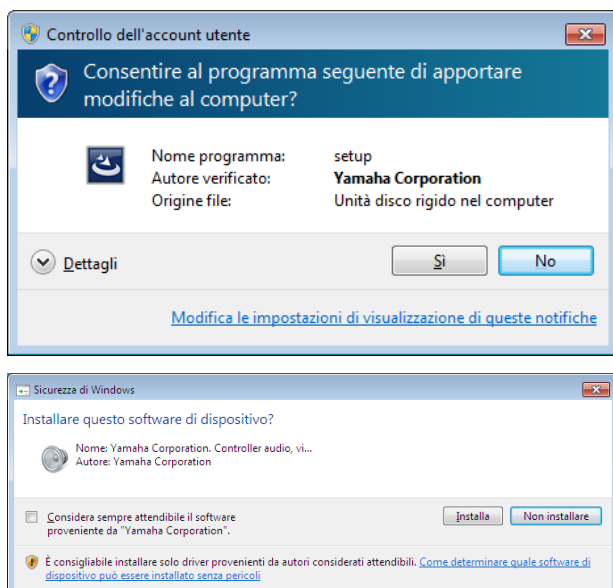 Controllo dell'account utente
Consentire al programma seguente di apportare
modifiche al computer?
Nome programma: setup
Autore verificato: Yamaha Corporation
Origine file: Unità disco rigido nel computer
Dettagli
Sì No
Modifica le impostazioni di visualizzazione di queste notifiche
Sicurezza di Windows
Installare questo software di dispositivo?
Nome: Yamaha Corporation. Controller audio, vi...
Autore: Yamaha Corporation
Considera sempre attendibile il software
proveniente da "Yamaha Corporation".
Installa Non installare
È consigliabile installare solo driver provenienti da autori considerati attendibili. Come determinare quale software di
dispositivo può essere installato senza pericoli